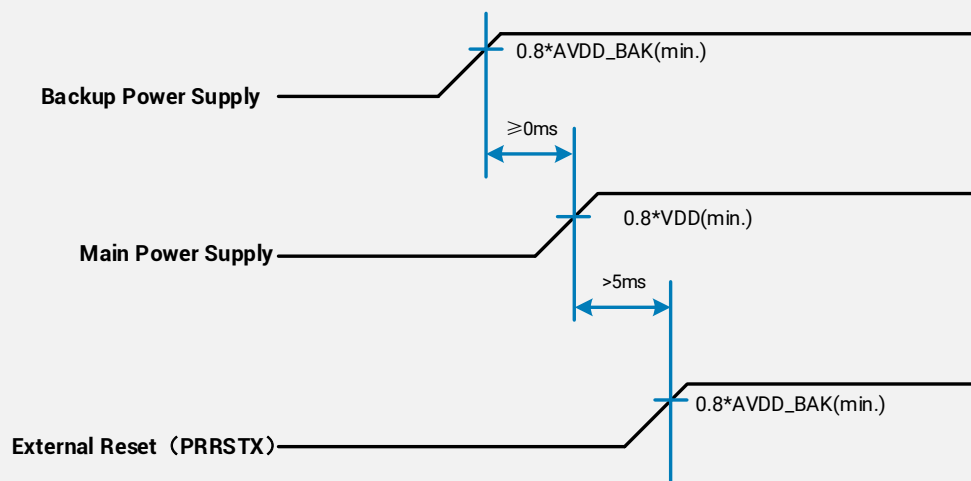 0.8*AVDD_BAK(min.)
Backup Power Supply
≥0ms
0.8*VDD(min.)
Main Power Supply
>5ms
0.8*AVDD_BAK(min.)
External Reset（PRRSTX）